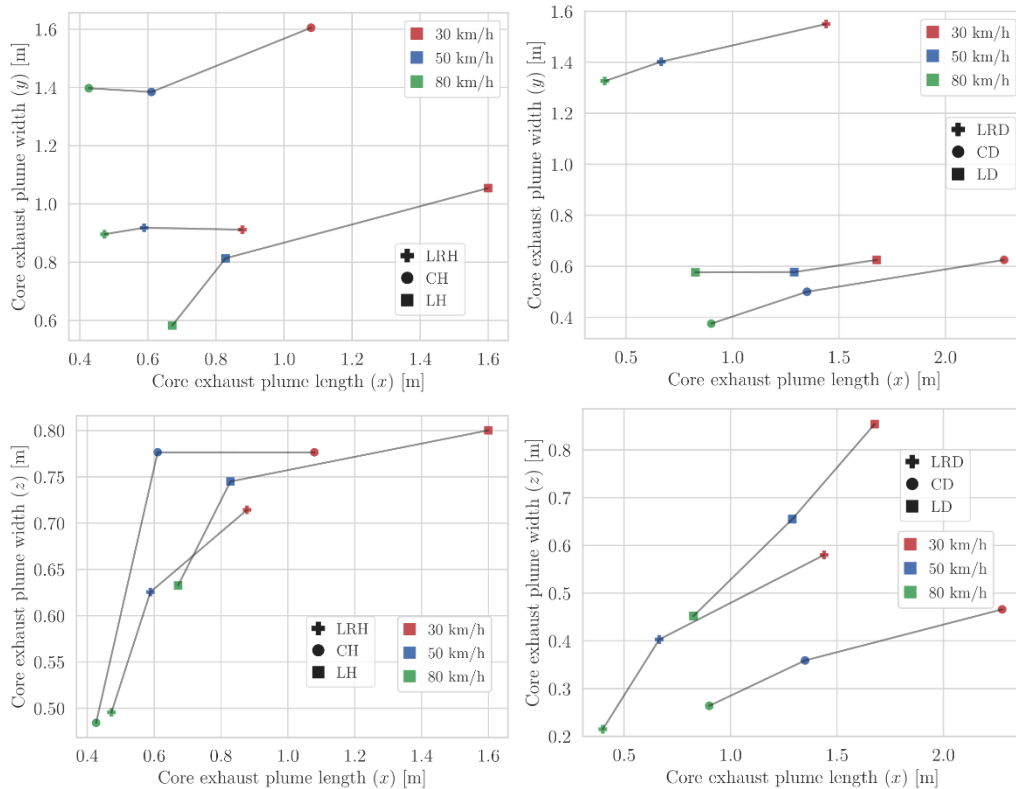 1.6
1.4
1.2
1.0
0.8
0.6
0.4 0.6 0.8 1.0 1.2 1.4 1.6
Core exhaust plume width (y) [m]
Core exhaust plume length (x) [m]
30 km/h
50 km/h
80 km/h
LRH
CH
LH
1.6
1.4
1.2
1.0
0.8
0.6
0.4
0.5 1.0 1.5 2.0
Core exhaust plume width (y) [m]
Core exhaust plume length (x) [m]
30 km/h
50 km/h
80 km/h
LRD
CD
LD
0.80
0.75
0.70
0.65
0.60
0.55
0.50
0.4 0.6 0.8 1.0 1.2 1.4 1.6
Core exhaust plume width (z) [m]
Core exhaust plume length (x) [m]
LRH
CH
LH
30 km/h
50 km/h
80 km/h
0.8
0.7
0.6
0.5
0.4
0.3
0.2
0.5 1.0 1.5 2.0
Core exhaust plume width (z) [m]
Core exhaust plume length (x) [m]
LRD
CD
LD
30 km/h
50 km/h
80 km/h